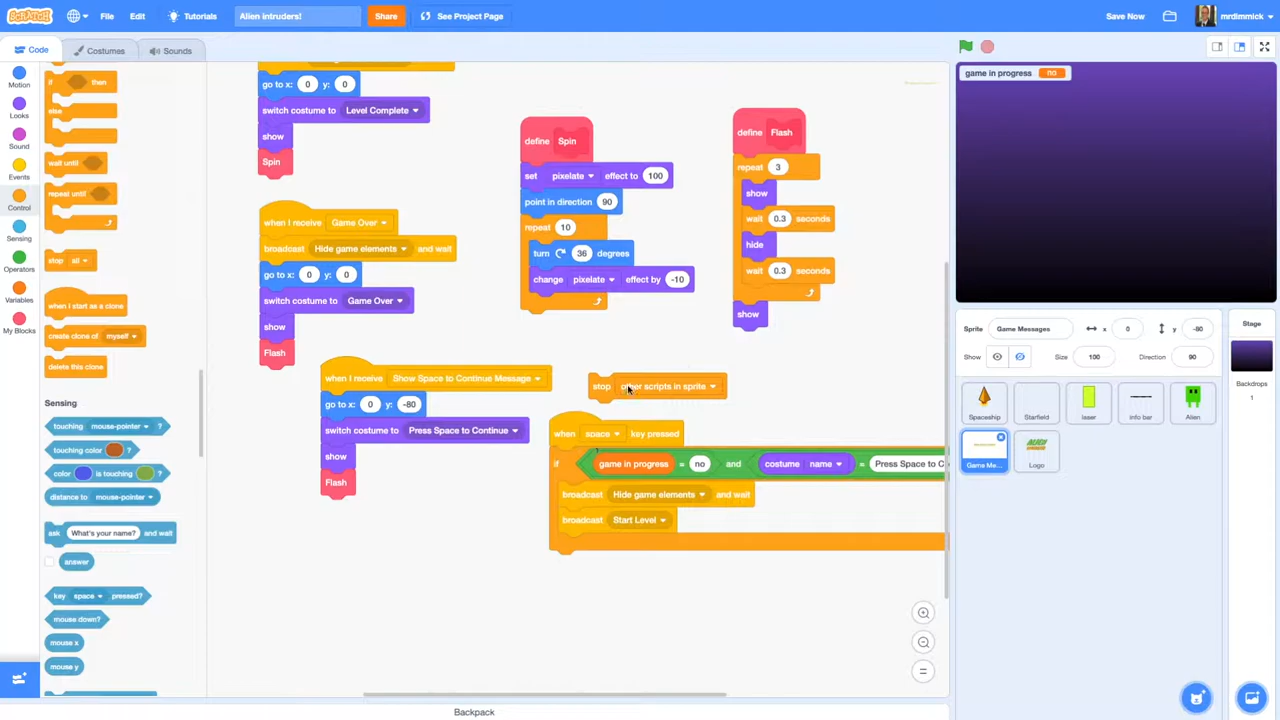 SCRATCH File Edit Tutorials Alien intruders! Share See Project Page Save Now mrdimmick
Code Costumes Sounds
Motion
Looks
Sound
Events
Control
Sensing
Operators
Variables
My Blocks
if then
else
wait until
repeat until
stop all
when I start as a clone
create clone of myself
delete this clone
Sensing
touching mouse-pointer ?
touching color ?
color is touching ?
distance to mouse-pointer
ask What's your name? and wait
answer
key space pressed?
mouse down?
mouse x
mouse y
go to x: 0 y: 0
switch costume to Level Complete
show
Spin
when I receive Game Over
broadcast Hide game elements and wait
go to x: 0 y: 0
switch costume to Game Over
show
Flash
when I receive Show Space to Continue Message
go to x: 0 y: -80
switch costume to Press Space to Continue
show
Flash
define Spin
set pixelate effect to 100
point in direction 90
repeat 10
turn 36 degrees
change pixelate effect by -10
define Flash
repeat 3
show
wait 0.3 seconds
hide
wait 0.3 seconds
show
stop other scripts in sprite
when space key pressed
if game in progress = no and costume name = Press Space to C
broadcast Hide game elements and wait
broadcast Start Level
game in progress no
Sprite Game Messages x 0 y -80
Show Size 100 Direction 90
Spaceship Starfield laser info bar Alien
Game Me... Logo
Stage
Backdrops
1
Backpack